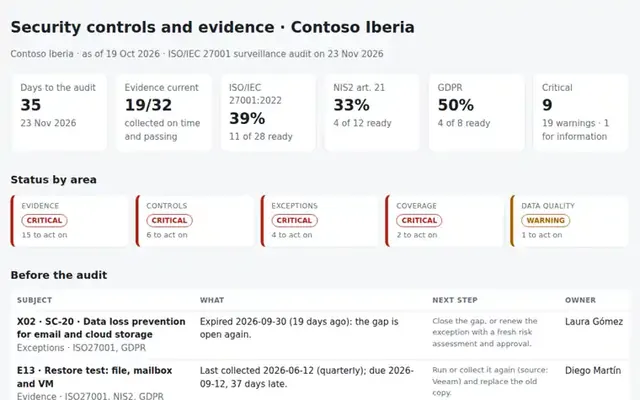 Security controls and evidence · Contoso Iberia
Contoso Iberia · as of 19 Oct 2026 · ISO/IEC 27001 surveillance audit on 23 Nov 2026
Days to the audit
35
23 Nov 2026
Evidence current
19/32
collected on time
and passing
ISO/IEC
27001:2022
39%
11 of 28 ready
NIS2 art. 21
33%
4 of 12 ready
GDPR
50%
4 of 8 ready
Critical
9
19 warnings · 1
for information
Status by area
EVIDENCE
CRITICAL
15 to act on
CONTROLS
CRITICAL
6 to act on
EXCEPTIONS
CRITICAL
4 to act on
COVERAGE
CRITICAL
2 to act on
DATA QUALITY
WARNING
1 to act on
Before the audit
SUBJECT WHAT NEXT STEP OWNER
X02 · SC-20 · Data loss prevention
for email and cloud storage
Exceptions · ISO27001, GDPR
Expired 2026-09-30 (19 days ago): the gap is
open again.
Close the gap, or renew the
exception with a fresh risk
assessment and approval.
Laura Gómez
E13 · Restore test: file, mailbox
and VM
Evidence · ISO27001, NIS2, GDPR
Last collected 2026-06-12 (quarterly); due 2026-
09-12, 37 days late.
Run or collect it again (source:
Veeam) and replace the old
copy.
Diego Martín